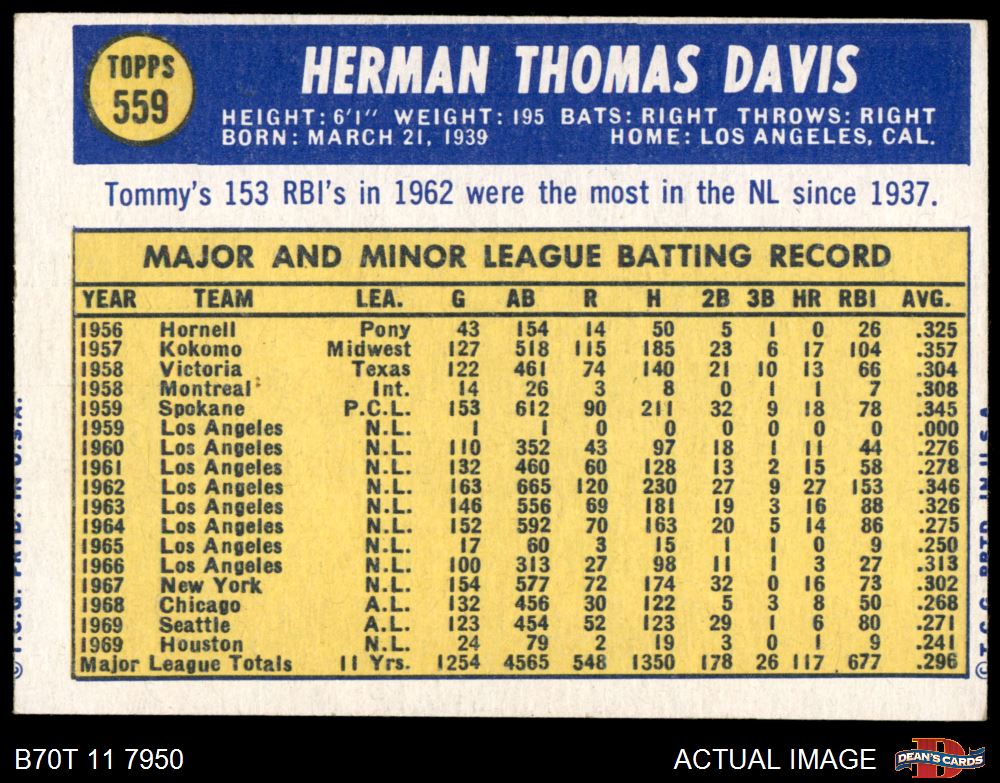 TOPPS
559
HERMAN THOMAS DAVIS
HEIGHT: 6'1" WEIGHT: 195 BATS: RIGHT THROWS: RIGHT
BORN: MARCH 21, 1939 HOME: LOS ANGELES, CAL.
Tommy's 153 RBI's in 1962 were the most in the NL since 1937.
MAJOR AND MINOR LEAGUE BATTING RECORD
YEAR TEAM LEA. G AB R H 2B 3B HR RBI AVG.
1956 Hornell Pony 43 154 14 50 5 1 0 26 .325
1957 Kokomo Midwest 127 518 115 185 23 6 17 104 .357
1958 Victoria Texas 122 461 74 140 21 10 13 66 .304
1958 Montreal Int. 14 26 3 8 0 1 1 7 .308
1959 Spokane P.C.L. 153 612 90 211 32 9 18 78 .345
1959 Los Angeles N.L. 1 1 0 0 0 0 0 0 .000
1960 Los Angeles N.L. 110 352 43 97 18 1 11 44 .276
1961 Los Angeles N.L. 132 460 60 128 13 2 15 58 .278
1962 Los Angeles N.L. 163 665 120 230 27 9 27 153 .346
1963 Los Angeles N.L. 146 556 69 181 19 3 16 88 .326
1964 Los Angeles N.L. 152 592 70 163 20 5 14 86 .275
1965 Los Angeles N.L. 17 60 3 15 1 1 0 9 .250
1966 Los Angeles N.L. 100 313 27 98 11 1 3 27 .313
1967 New York N.L. 154 577 72 174 32 0 16 73 .302
1968 Chicago A.L. 132 456 30 122 5 3 8 50 .268
1969 Seattle A.L. 123 454 52 123 29 1 6 80 .271
1969 Houston N.L. 24 79 2 19 3 0 1 9 .241
Major League Totals 11 Yrs. 1254 4565 548 1350 178 26 117 677 .296
© T.C.G. PRTD. IN U.S.A.
© T.C.G. PRTD. IN U.S.A.
B70T 11 7950
ACTUAL IMAGE
DEAN'S CARDS